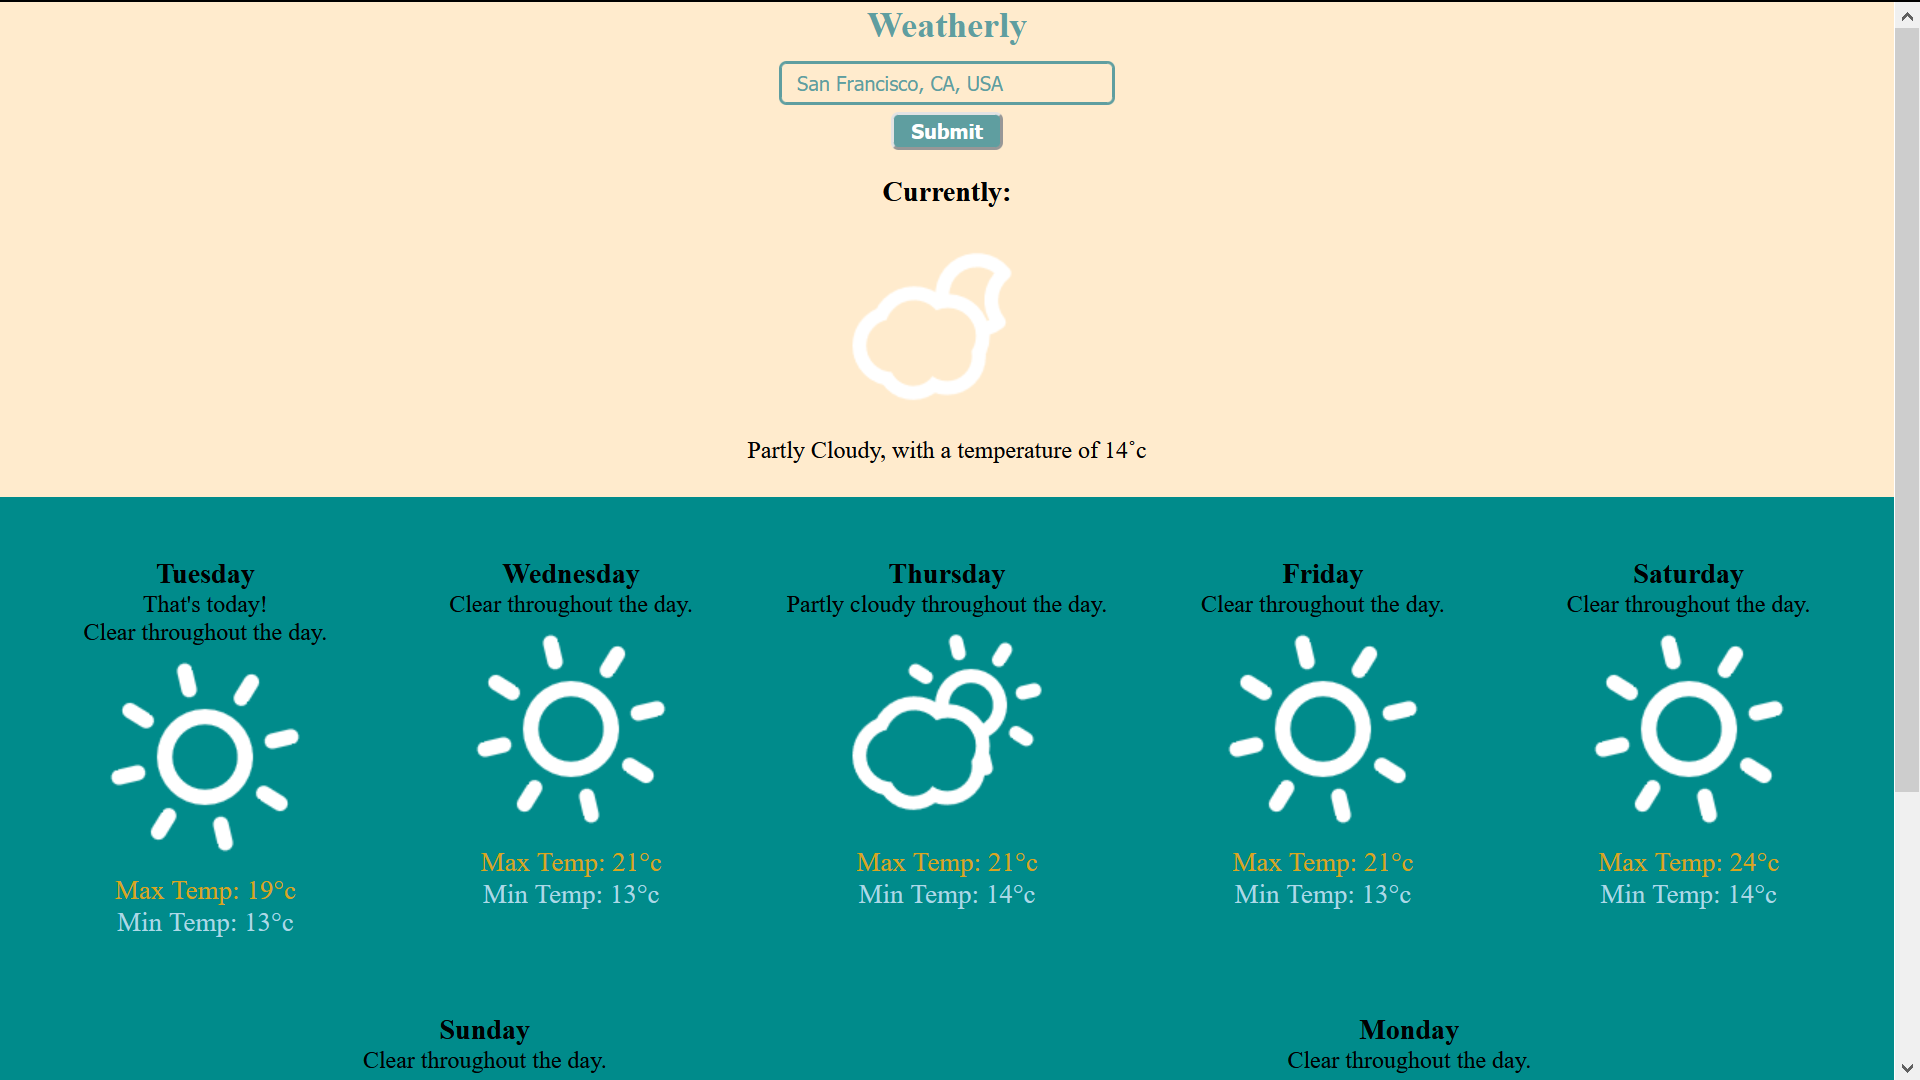 Weatherly
San Francisco, CA, USA
Submit
Currently:
Partly Cloudy, with a temperature of 14˚c
Tuesday
That's today!
Clear throughout the day.
Max Temp: 19°c
Min Temp: 13°c
Wednesday
Clear throughout the day.
Max Temp: 21°c
Min Temp: 13°c
Thursday
Partly cloudy throughout the day.
Max Temp: 21°c
Min Temp: 14°c
Friday
Clear throughout the day.
Max Temp: 21°c
Min Temp: 13°c
Saturday
Clear throughout the day.
Max Temp: 24°c
Min Temp: 14°c
Sunday
Clear throughout the day.
Monday
Clear throughout the day.